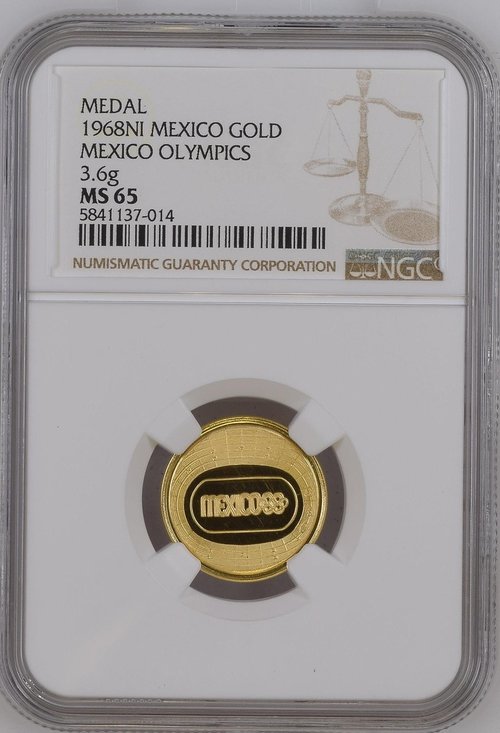 MEDAL
1968NI MEXICO GOLD
MEXICO OLYMPICS
3.6g
MS 65
5841137-014
NUMISMATIC GUARANTY CORPORATION
NGC
MEXICO68